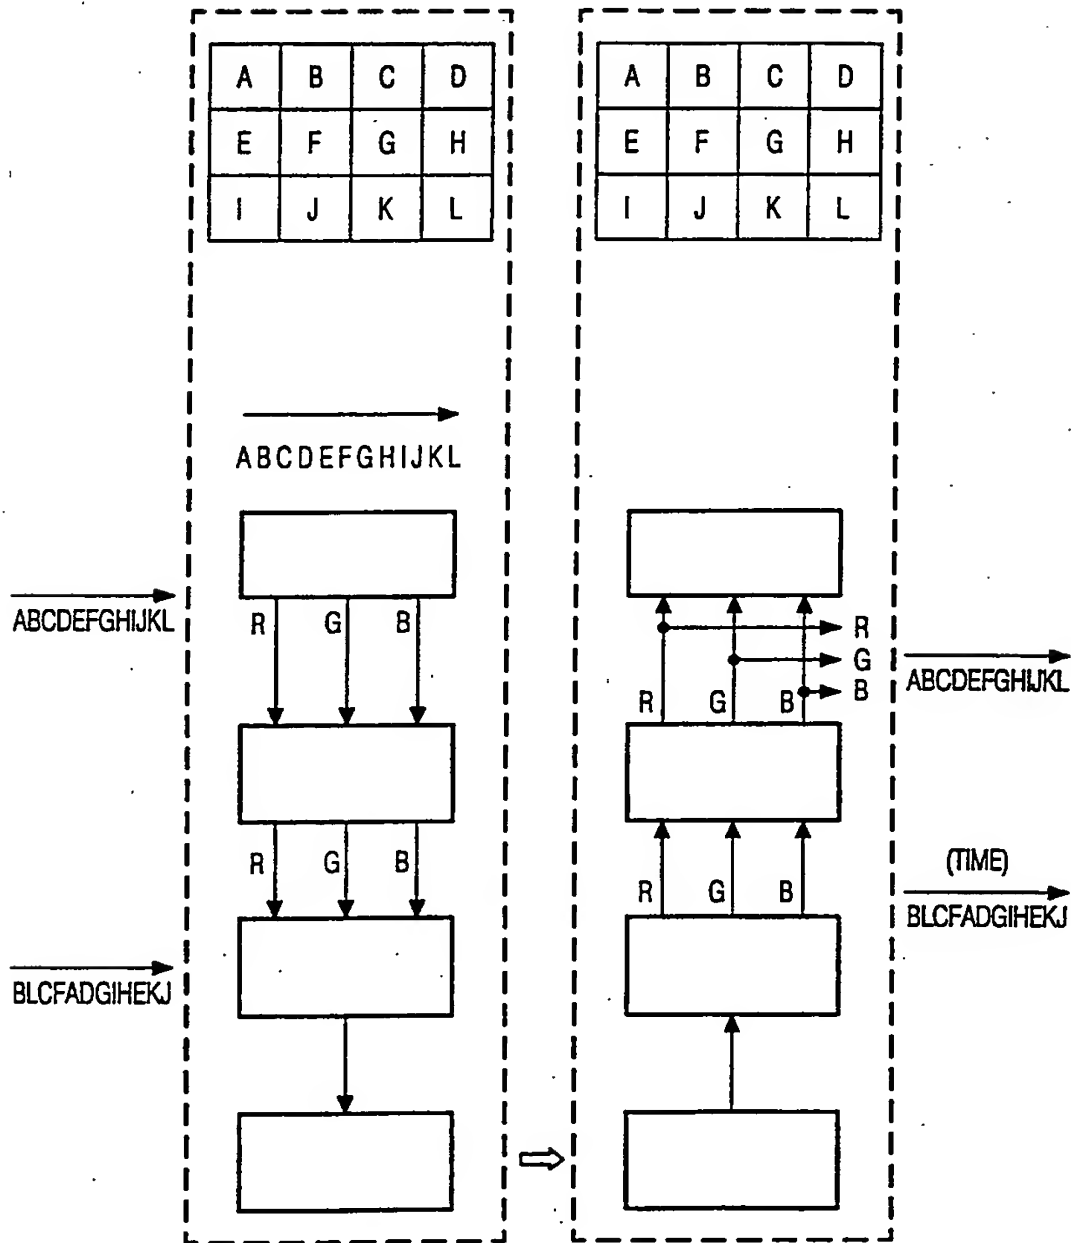 A B C D
E F G H
I J K L
A B C D
E F G H
I J K L
ABCDEFGHIJKL
ABCDEFGHIJKL
R G B
R
G
B
ABCDEFGHIJKL
R G B
R G B
(TIME)
R G B
BLCFADGIHEKJ
BLCFADGIHEKJ